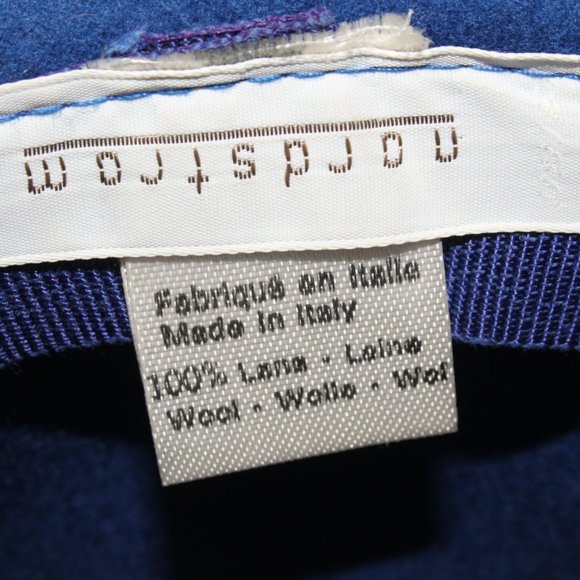 nordstrom
Fabriqué en Italie
Made in Italy
100% Lana · Laine
Wool · Wolle · Wol